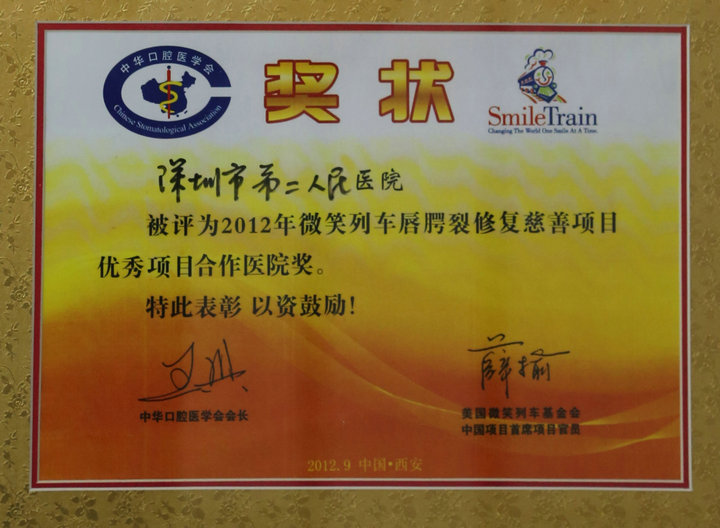 中华口腔医学会
Chinese Stomatological Association
奖状
SmileTrain
Changing The World One Smile At A Time.
深圳市第二人民医院
被评为2012年微笑列车唇腭裂修复慈善项目
优秀项目合作医院奖。
特此表彰 以资鼓励!
薛揄
中华口腔医学会会长
美国微笑列车基金会
中国项目首席项目官员
2012.9 中国·西安